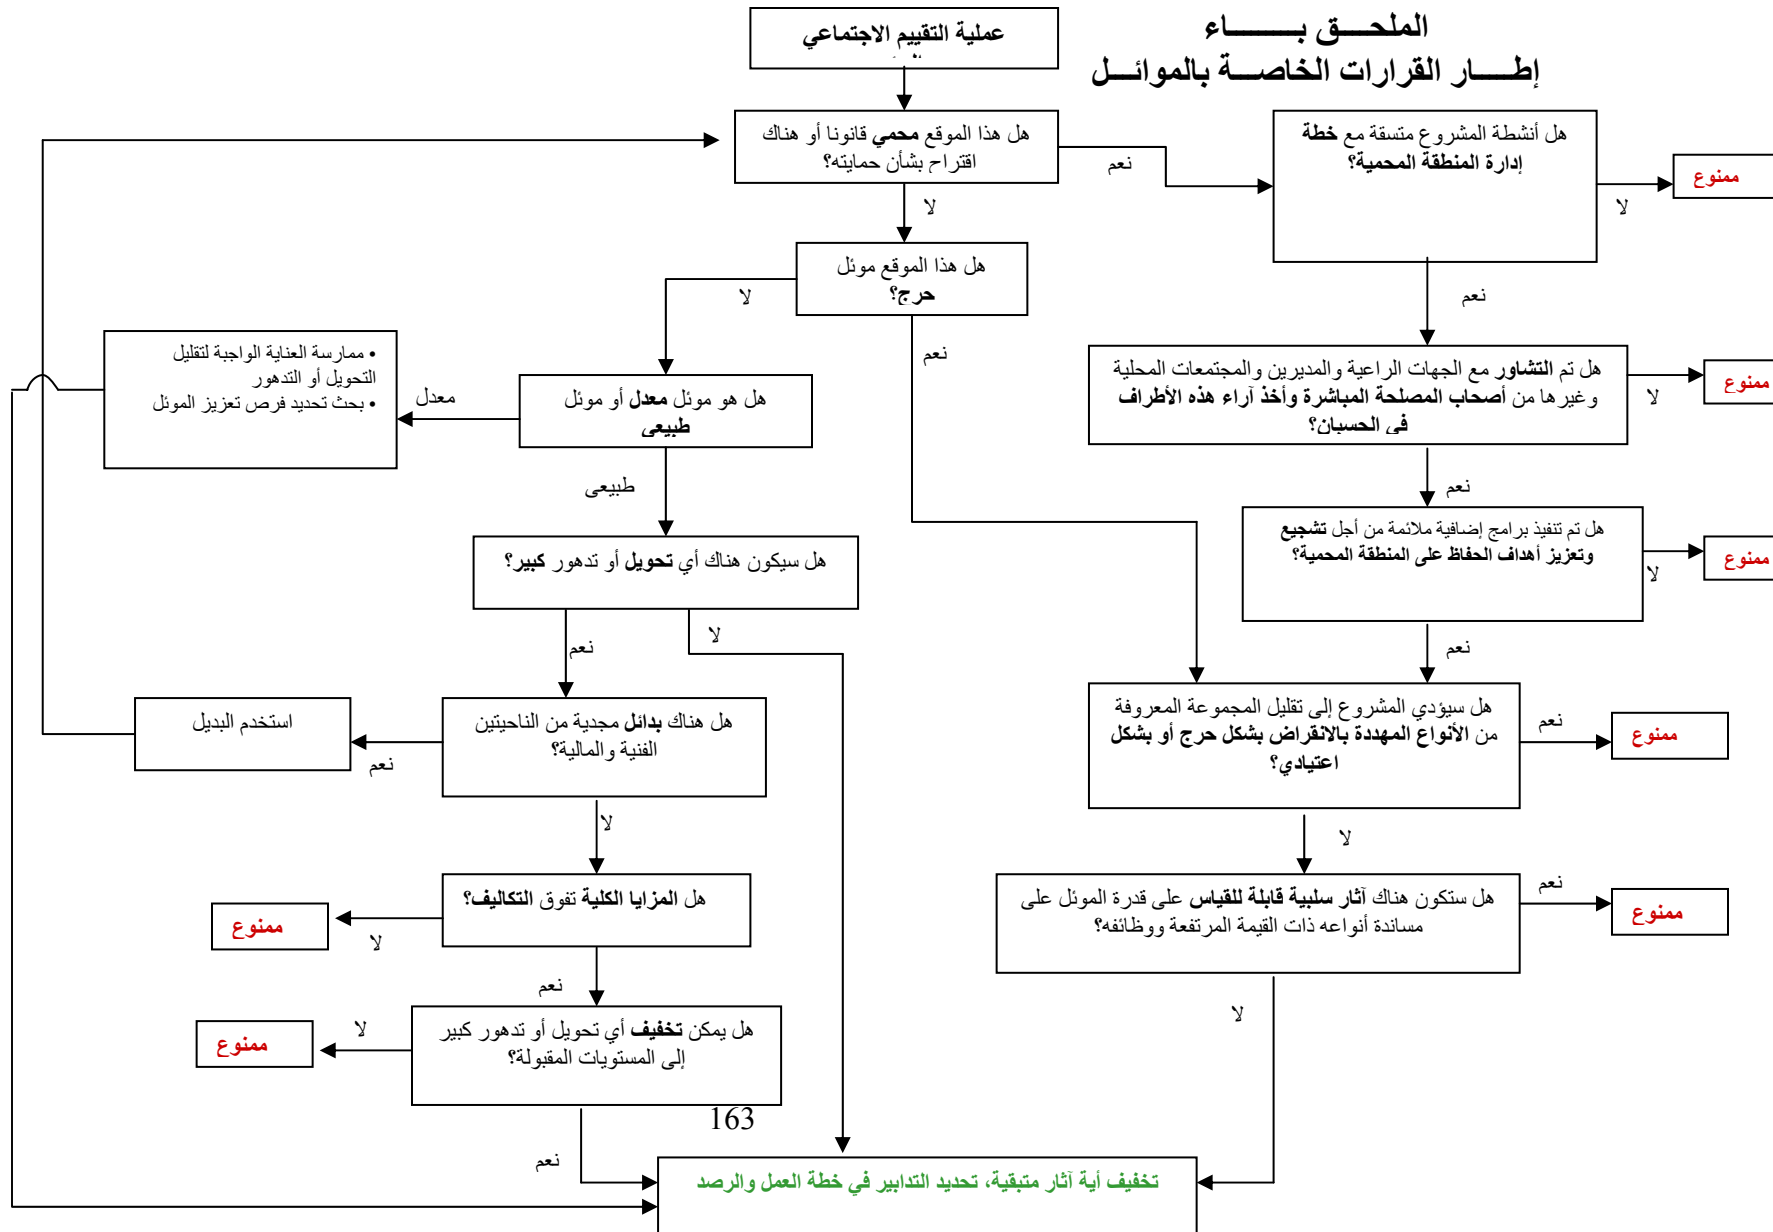 الملحق بـــاء
إطــار القرارات الخاصــة بالموائــل
عملية التقييم الاجتماعي
هل هذا الموقع محمي قانونا أو هناك
اقتراح بشأن حمايته؟
نعم
لا
هل أنشطة المشروع متسقة مع خطة
إدارة المنطقة المحمية؟
لا
ممنوع
نعم
هل تم التشاور مع الجهات الراعية والمديرين والمجتمعات المحلية
وغيرها من أصحاب المصلحة المباشرة وأخذ آراء هذه الأطراف
في الحسبان؟
لا
ممنوع
نعم
هل تم تنفيذ برامج إضافية ملائمة من أجل تشجيع
وتعزيز أهداف الحفاظ على المنطقة المحمية؟
لا
ممنوع
نعم
هل سيؤدي المشروع إلى تقليل المجموعة المعروفة
من الأنواع المهددة بالانقراض بشكل حرج أو بشكل
اعتيادي؟
نعم
ممنوع
لا
هل ستكون هناك آثار سلبية قابلة للقياس على قدرة الموئل على
مساندة أنواعه ذات القيمة المرتفعة ووظائفه؟
نعم
ممنوع
لا
هل هذا الموقع موئل
حرج؟
نعم
لا
هل هو موئل معدل أو موئل
طبيعي
معدل
• ممارسة العناية الواجبة لتقليل
التحويل أو التدهور
• بحث تحديد فرص تعزيز الموئل
طبيعي
هل سيكون هناك أي تحويل أو تدهور كبير؟
لا
نعم
هل هناك بدائل مجدية من الناحيتين
الفنية والمالية؟
نعم
استخدم البديل
لا
هل المزايا الكلية تفوق التكاليف؟
لا
ممنوع
نعم
هل يمكن تخفيف أي تحويل أو تدهور كبير
إلى المستويات المقبولة؟
لا
ممنوع
نعم
163
تخفيف أية آثار متبقية، تحديد التدابير في خطة العمل والرصد